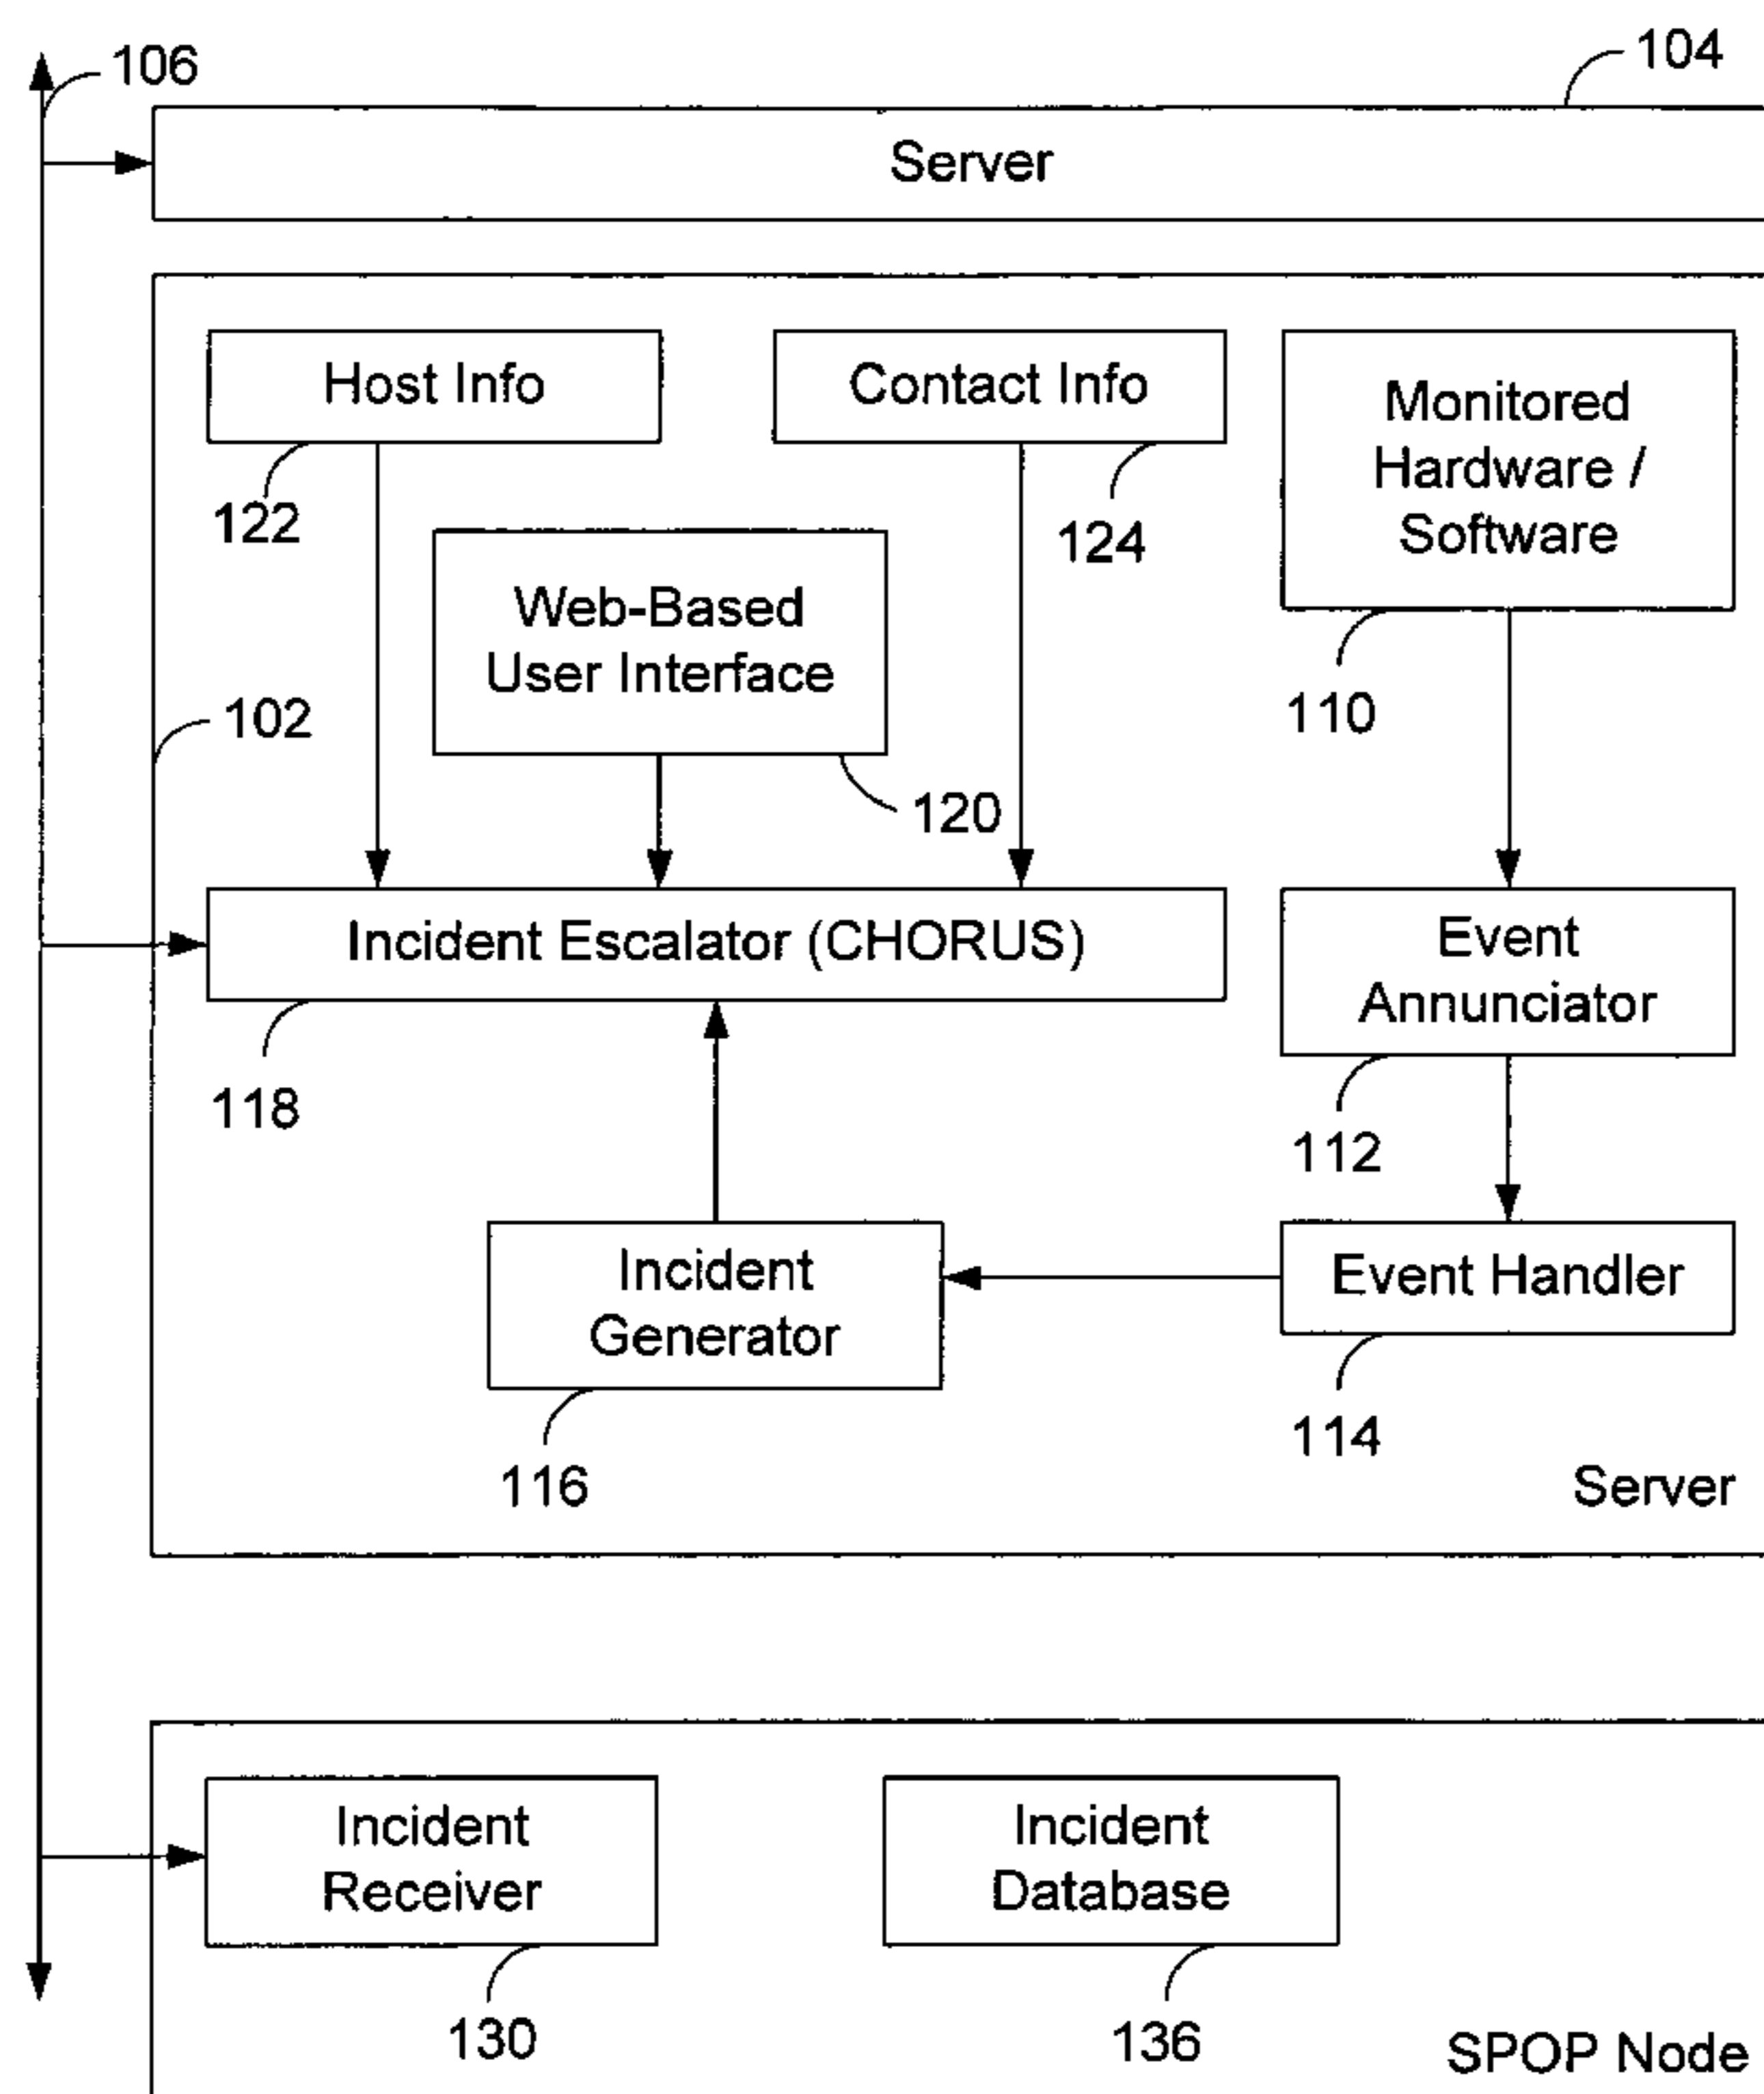 106
104
Server
Host Info
Contact Info
Monitored
Hardware /
Software
122
124
Web-Based
User Interface
110
102
120
Incident Escalator (CHORUS)
Event
Annunciator
118
112
Incident
Generator
Event Handler
116
114
Server
Incident
Receiver
Incident
Database
130
136
SPOP Node